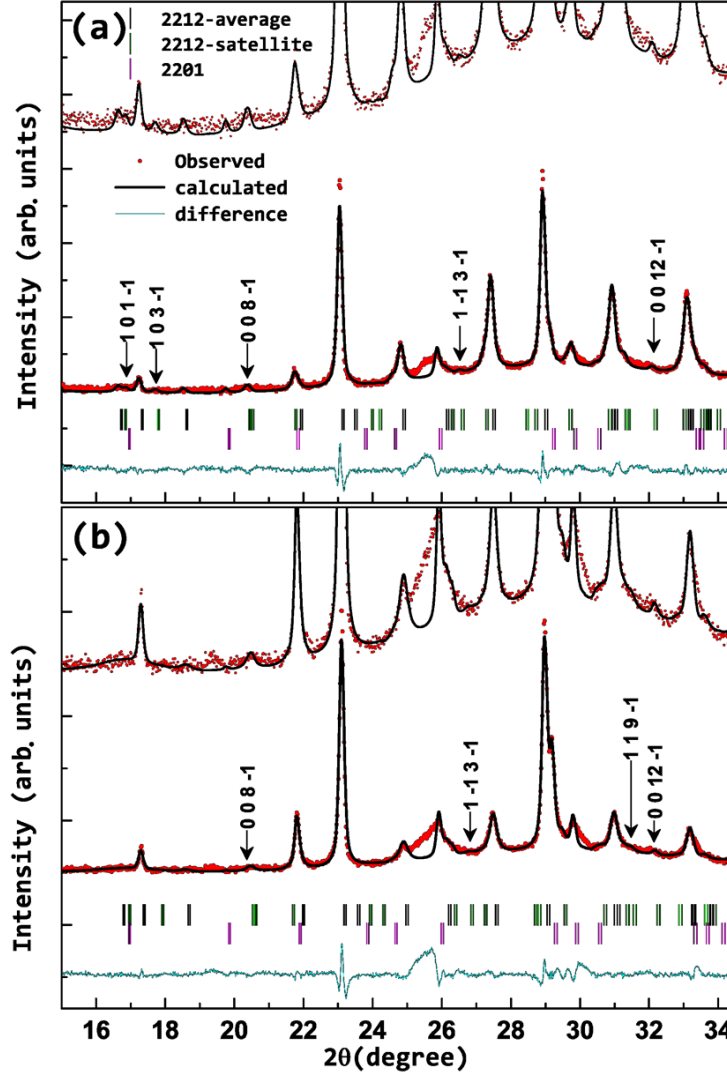 (a)
2212-average
2212-satellite
2201
Observed
calculated
difference
1 0 1 -1
1 0 3 -1
0 0 8 -1
1 -1 3 -1
0 0 12 -1
Intensity (arb. units)
(b)
0 0 8 -1
1 -1 3 -1
1 1 9 -1
0 0 12 -1
Intensity (arb. units)
16 18 20 22 24 26 28 30 32 34
2θ(degree)